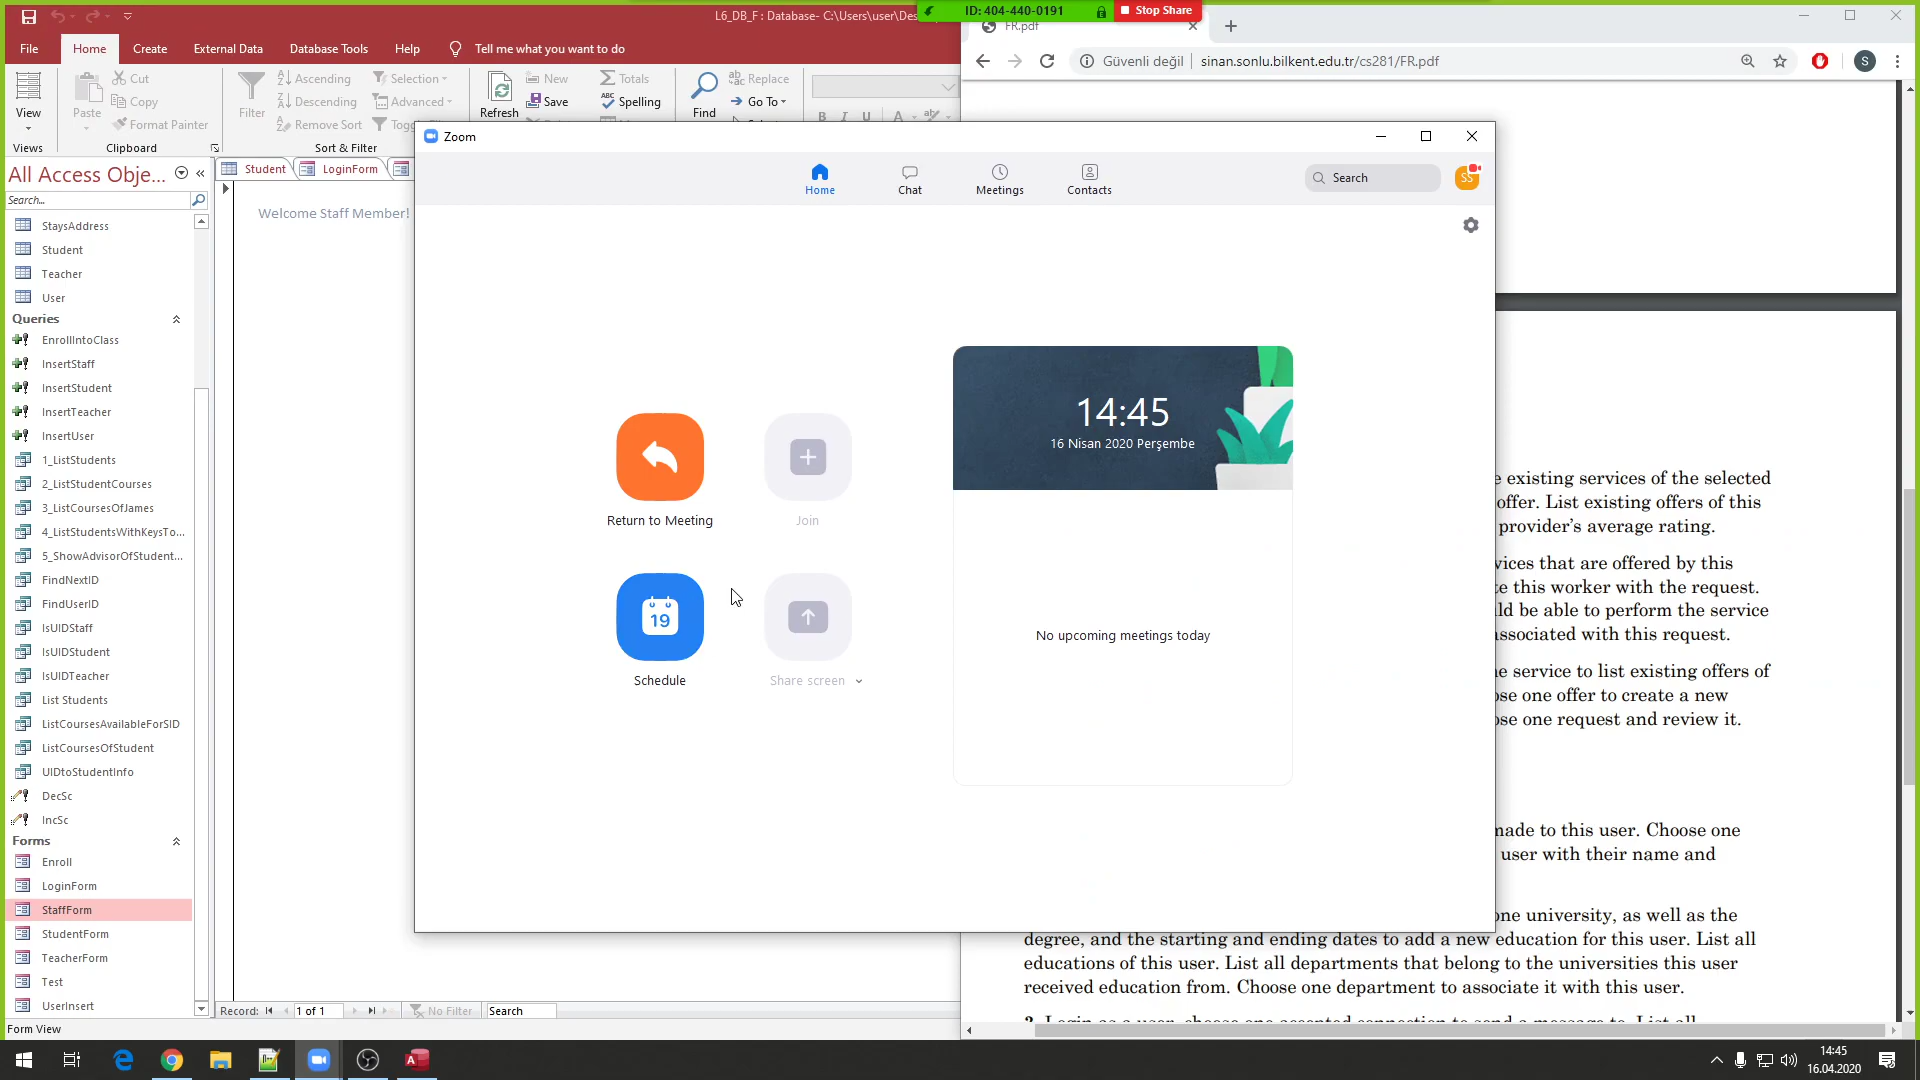 L6_DB_F : Database- C:\Users\user\Des
ID: 404-440-0191
Stop Share
FR.pdf
File
Home
Create
External Data
Database Tools
Help
Tell me what you want to do
Güvenli değil
sinan.sonlu.bilkent.edu.tr/cs281/FR.pdf
S
View
Paste
Cut
Copy
Format Painter
Filter
Ascending
Descending
Remove Sort
Selection
Advanced
Refresh
New
Save
Totals
Spelling
Find
Replace
Go To
B I U A
Views
Clipboard
Sort & Filter
Zoom
Home
Chat
Meetings
Contacts
Search
SS
All Access Obje...
Search...
Student
LoginForm
Welcome Staff Member!
StaysAddress
Student
Teacher
User
Queries
EnrollIntoClass
InsertStaff
InsertStudent
InsertTeacher
InsertUser
1_ListStudents
2_ListStudentCourses
3_ListCoursesOfJames
4_ListStudentsWithKeysTo...
5_ShowAdvisorOfStudent...
FindNextID
FindUserID
IsUIDStaff
IsUIDStudent
IsUIDTeacher
List Students
ListCoursesAvailableForSID
ListCoursesOfStudent
UIDtoStudentInfo
DecSc
IncSc
Forms
Enroll
LoginForm
StaffForm
StudentForm
TeacherForm
Test
UserInsert
Return to Meeting
Join
19
Schedule
Share screen
14:45
16 Nisan 2020 Perşembe
No upcoming meetings today
e existing services of the selected
offer. List existing offers of this
provider's average rating.
vices that are offered by this
te this worker with the request.
ld be able to perform the service
associated with this request.
e service to list existing offers of
ose one offer to create a new
ose one request and review it.
made to this user. Choose one
user with their name and
one university, as well as the
degree, and the starting and ending dates to add a new education for this user. List all
educations of this user. List all departments that belong to the universities this user
received education from. Choose one department to associate it with this user.
Record:
1 of 1
No Filter
Search
Form View
14:45
16.04.2020